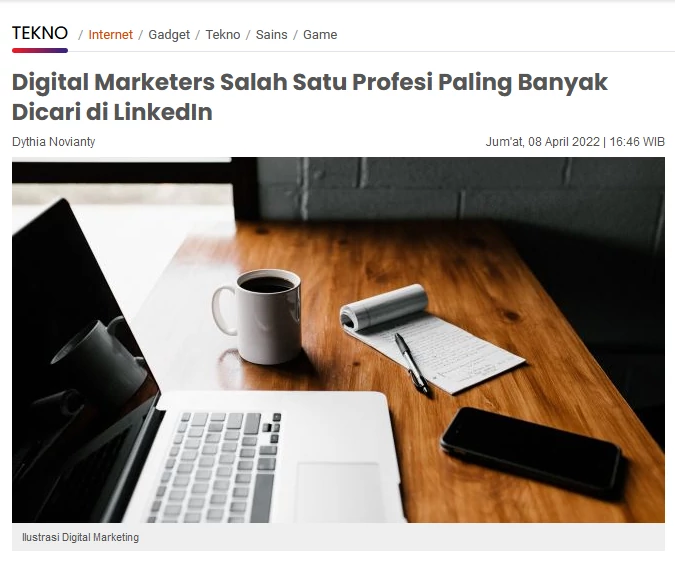 TEKNO / Internet / Gadget / Tekno / Sains / Game
Digital Marketers Salah Satu Profesi Paling Banyak
Dicari di LinkedIn
Dythia Novianty Jum'at, 08 April 2022 | 16:46 WIB
Ilustrasi Digital Marketing